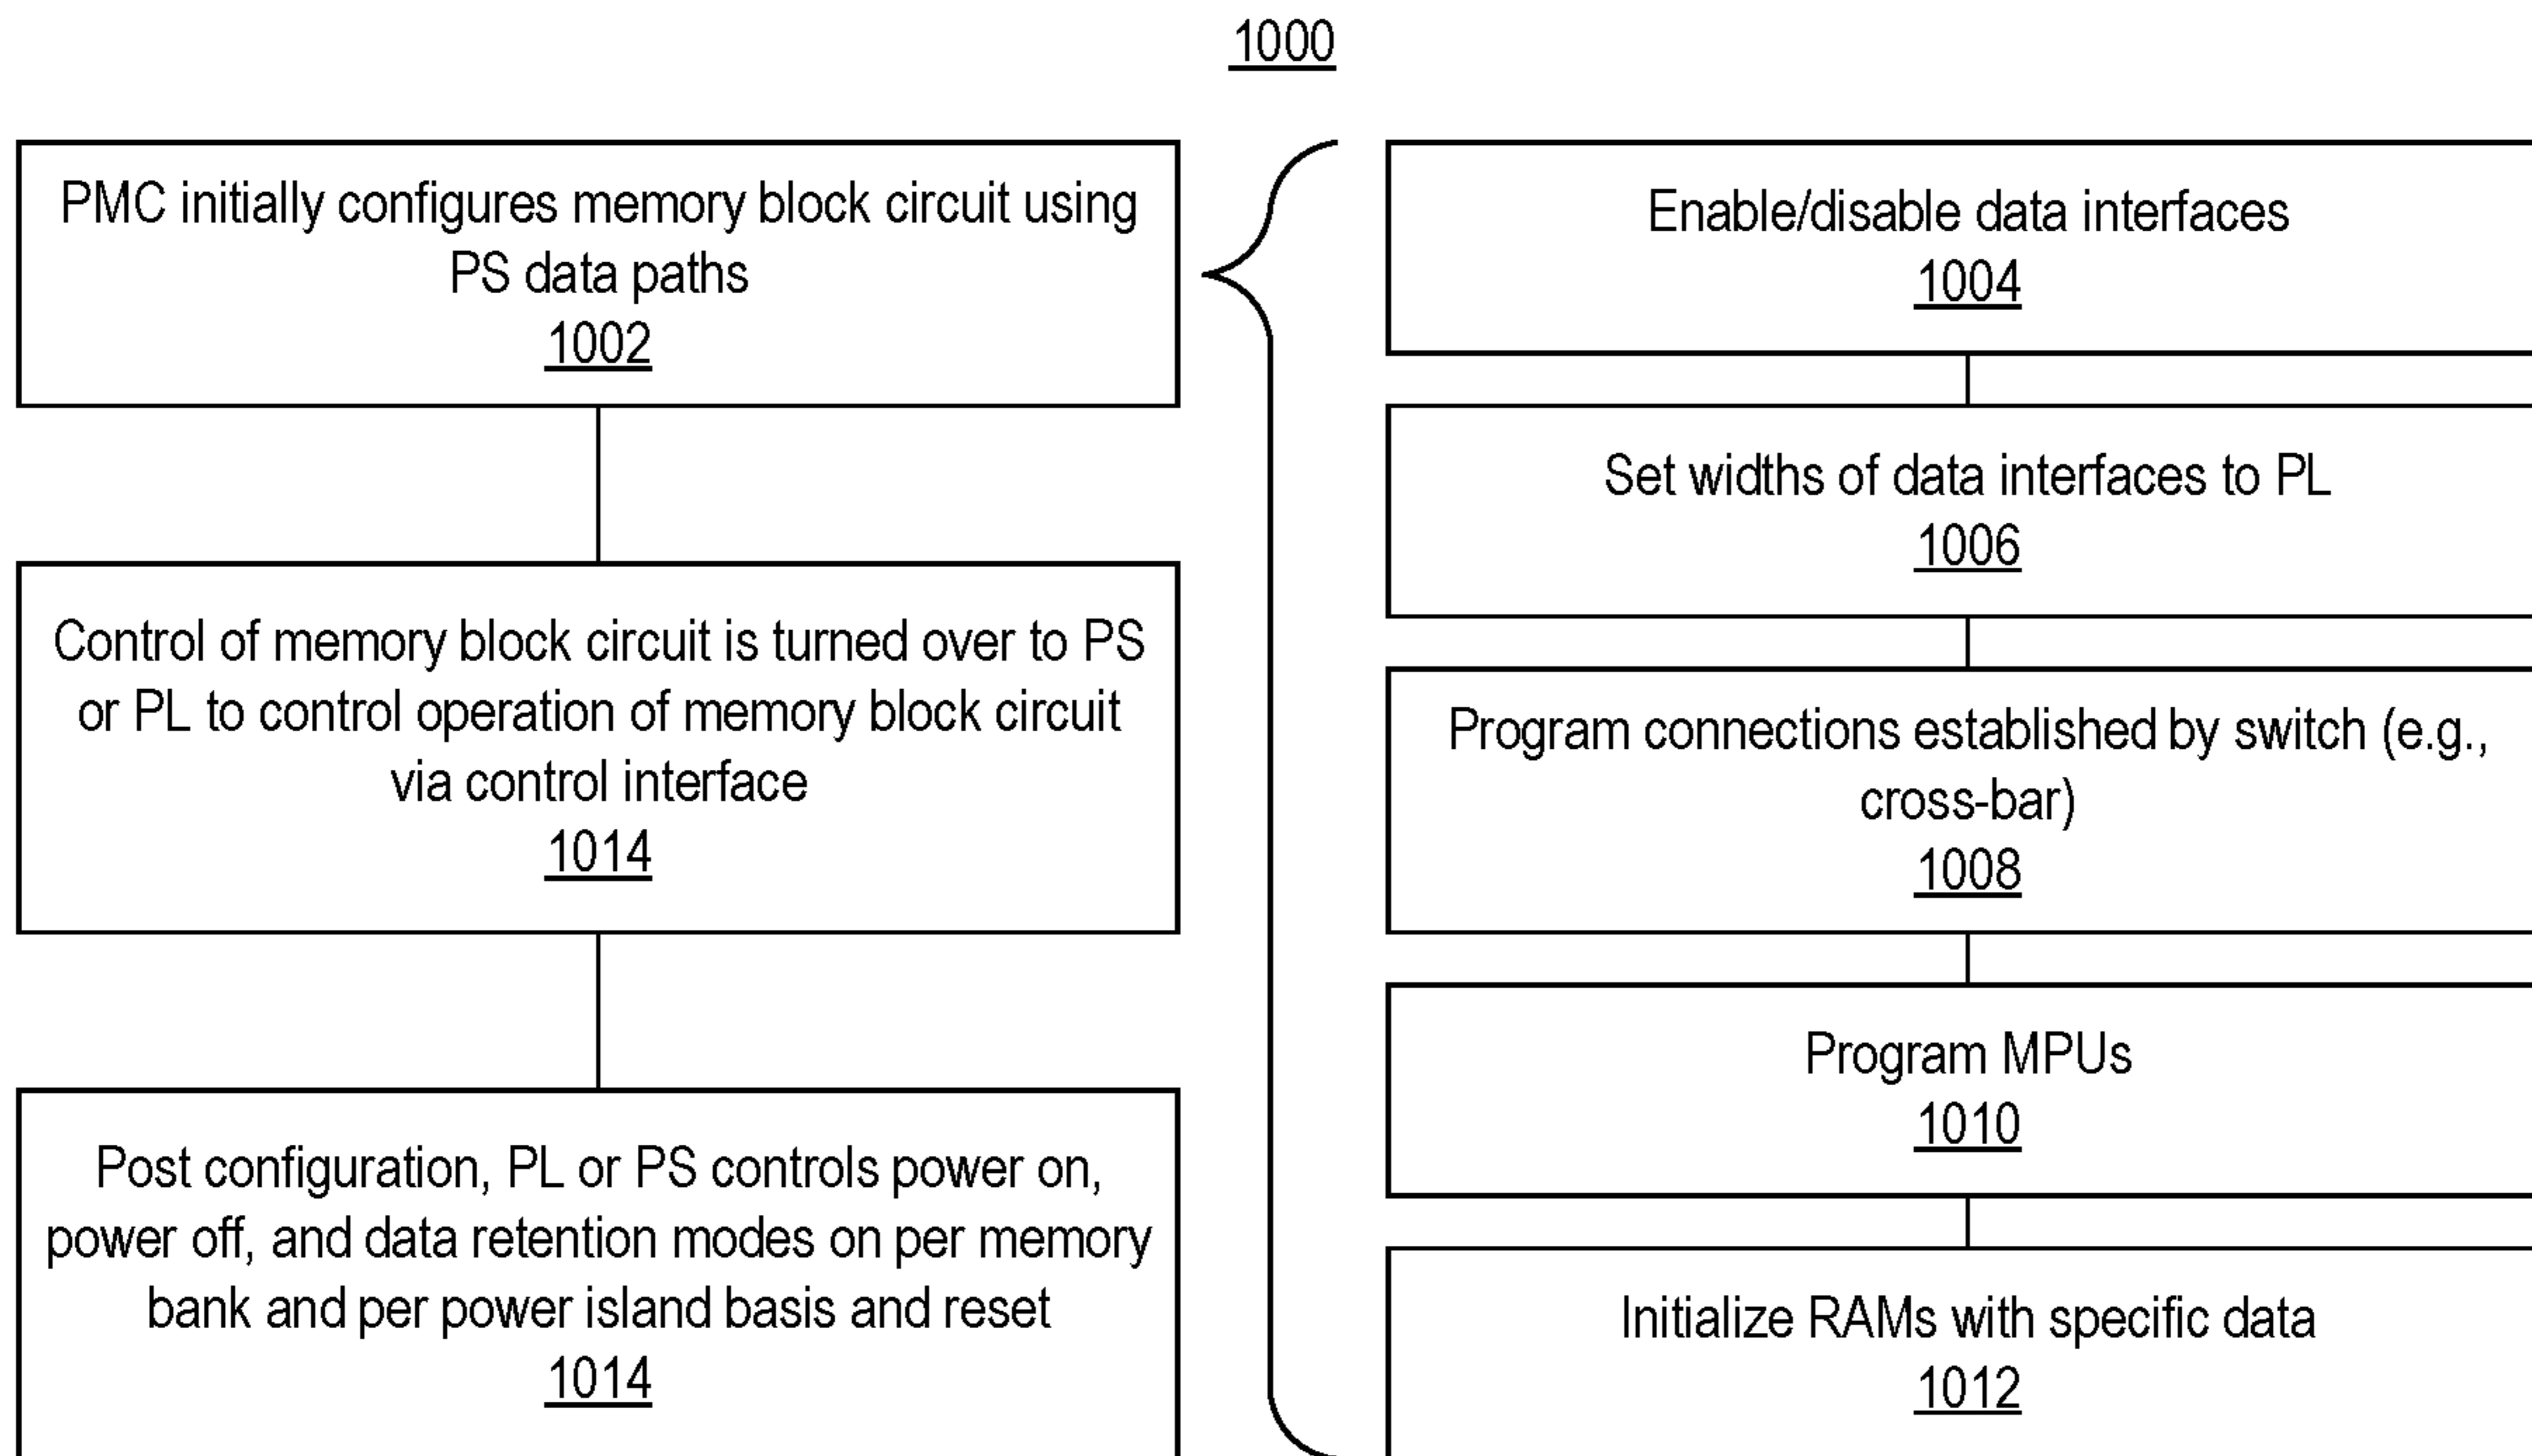 1000
PMC initially configures memory block circuit using
PS data paths
1002
Control of memory block circuit is turned over to PS
or PL to control operation of memory block circuit
via control interface
1014
Post configuration, PL or PS controls power on,
power off, and data retention modes on per memory
bank and per power island basis and reset
1014
Enable/disable data interfaces
1004
Set widths of data interfaces to PL
1006
Program connections established by switch (e.g.,
cross-bar)
1008
Program MPUs
1010
Initialize RAMs with specific data
1012